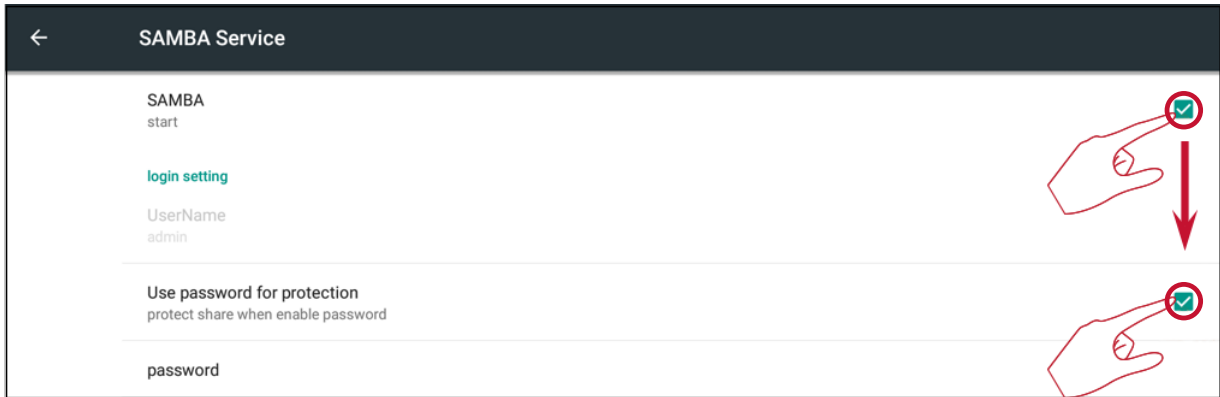 SAMBA Service
SAMBA
start
login setting
UserName
admin
Use password for protection
protect share when enable password
password